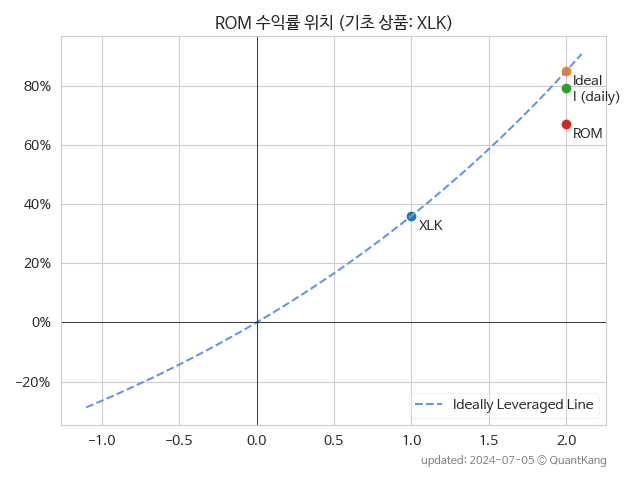 ROM 수익률 위치 (기초 상품: XLK)
80%
60%
40%
20%
0%
−20%
Ideal
I (daily)
ROM
XLK
Ideally Leveraged Line
−1.0 −0.5 0.0 0.5 1.0 1.5 2.0
updated: 2024-07-05 © QuantKang